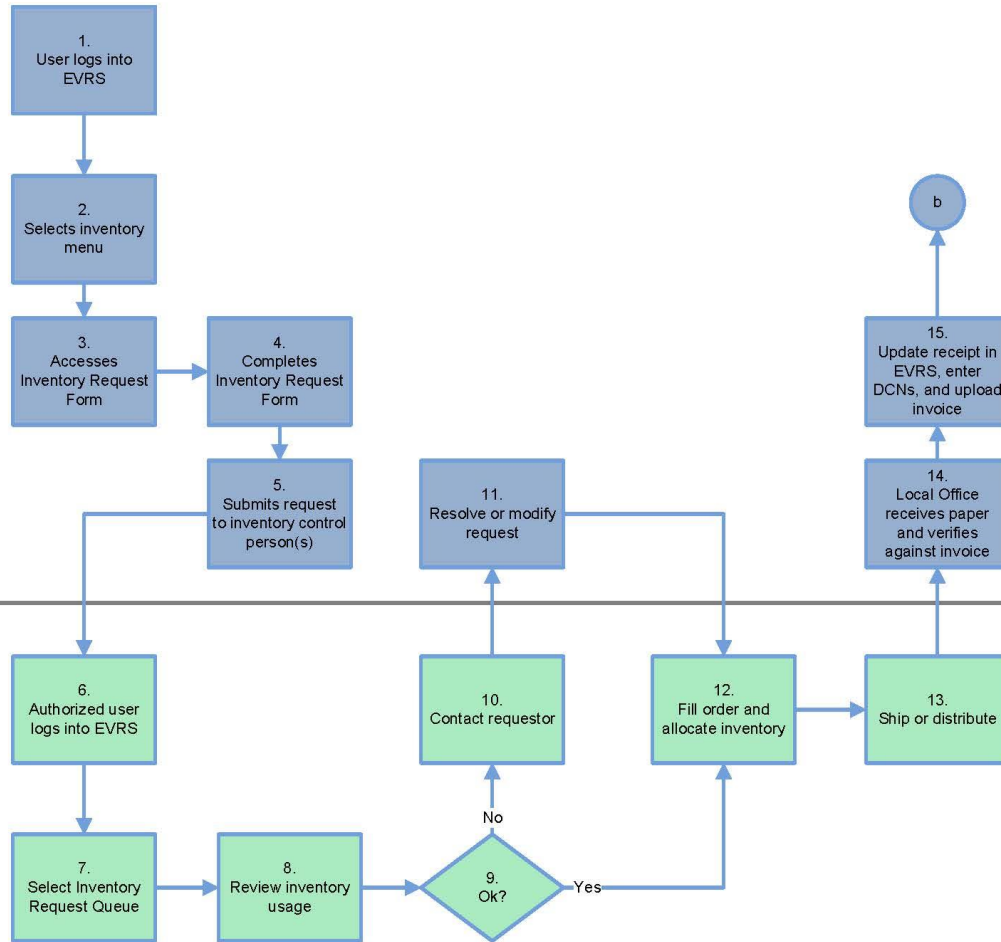 1.
User logs into
EVRS
2.
Selects inventory
menu
3.
Accesses
Inventory Request
Form
4.
Completes
Inventory Request
Form
5.
Submits request
to inventory control
person(s)
6.
Authorized user
logs into EVRS
7.
Select Inventory
Request Queue
8.
Review inventory
usage
9.
Ok?
No
Yes
10.
Contact requestor
11.
Resolve or modify
request
12.
Fill order and
allocate inventory
13.
Ship or distribute
14.
Local Office
receives paper
and verifies
against invoice
15.
Update receipt in
EVRS, enter
DCNs, and upload
invoice
b